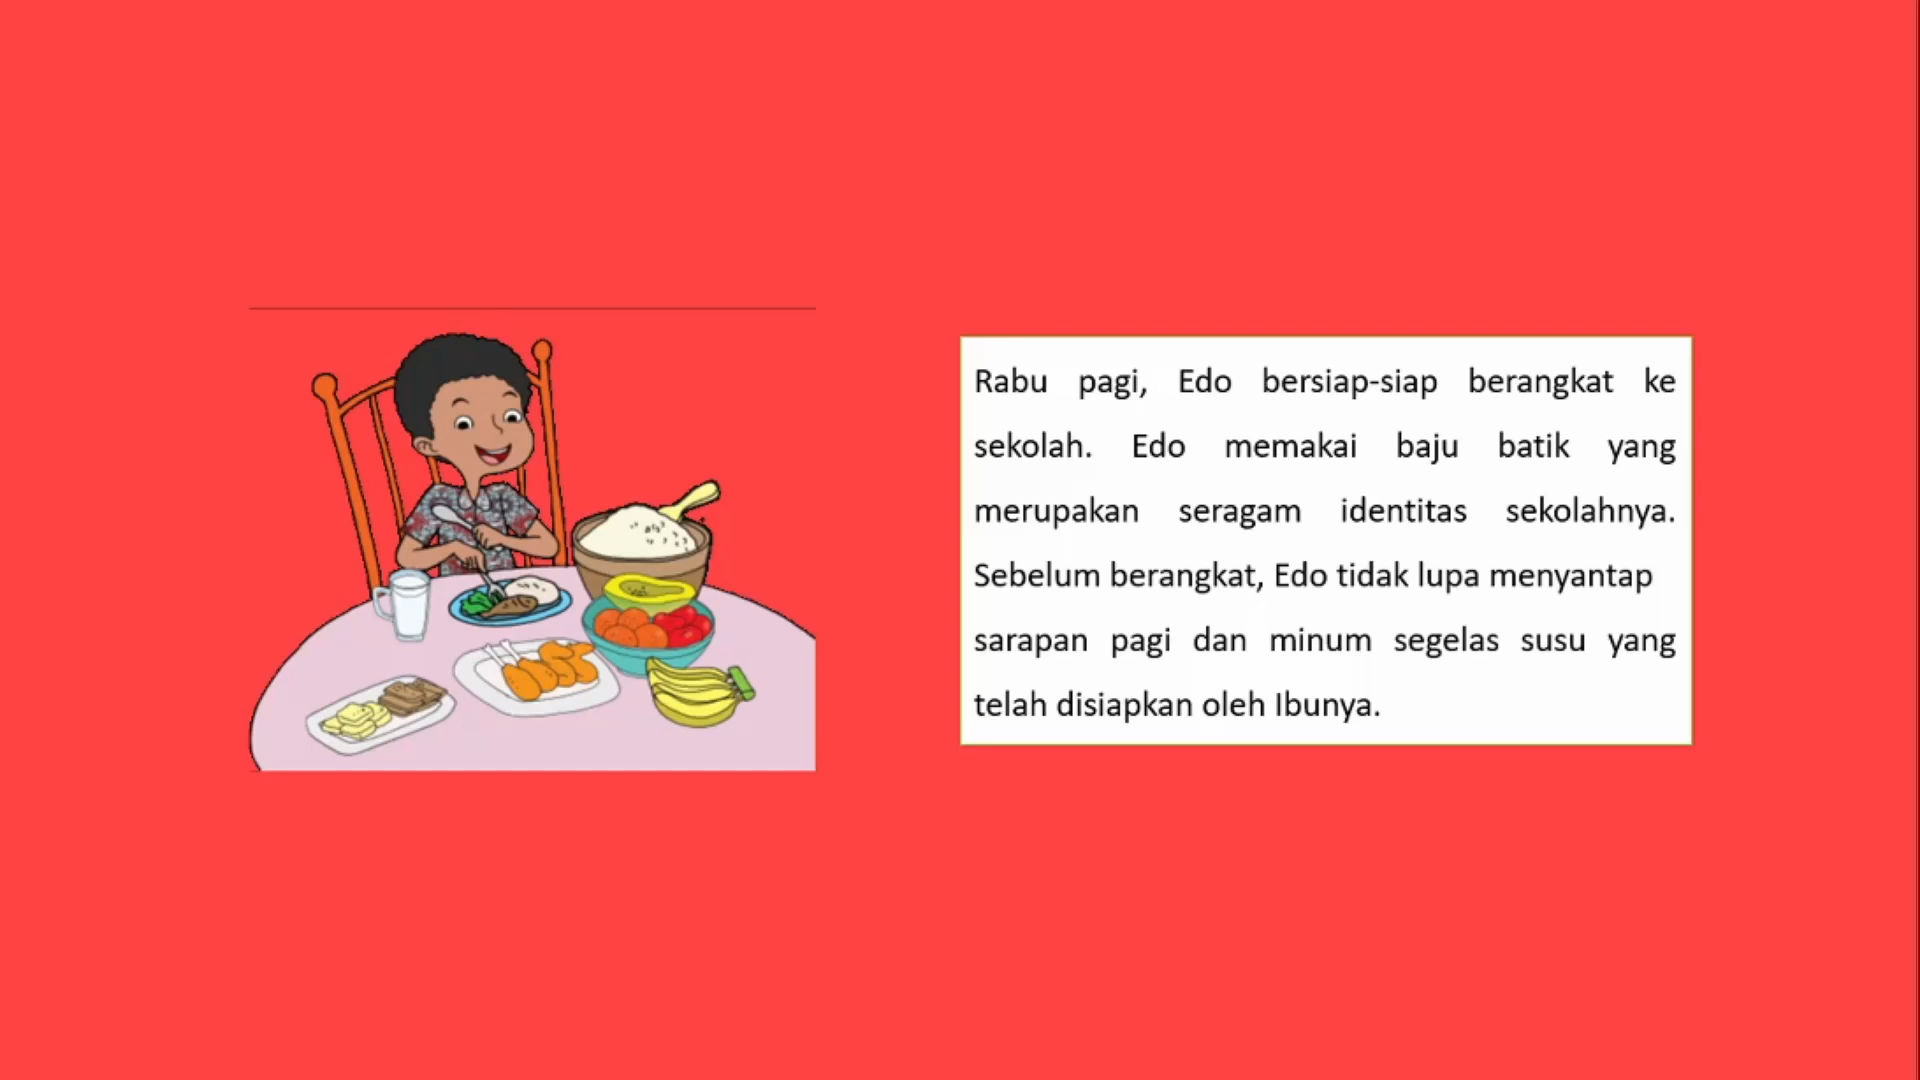 Rabu pagi, Edo bersiap-siap berangkat ke
sekolah. Edo memakai baju batik yang
merupakan seragam identitas sekolahnya.
Sebelum berangkat, Edo tidak lupa menyantap
sarapan pagi dan minum segelas susu yang
telah disiapkan oleh Ibunya.